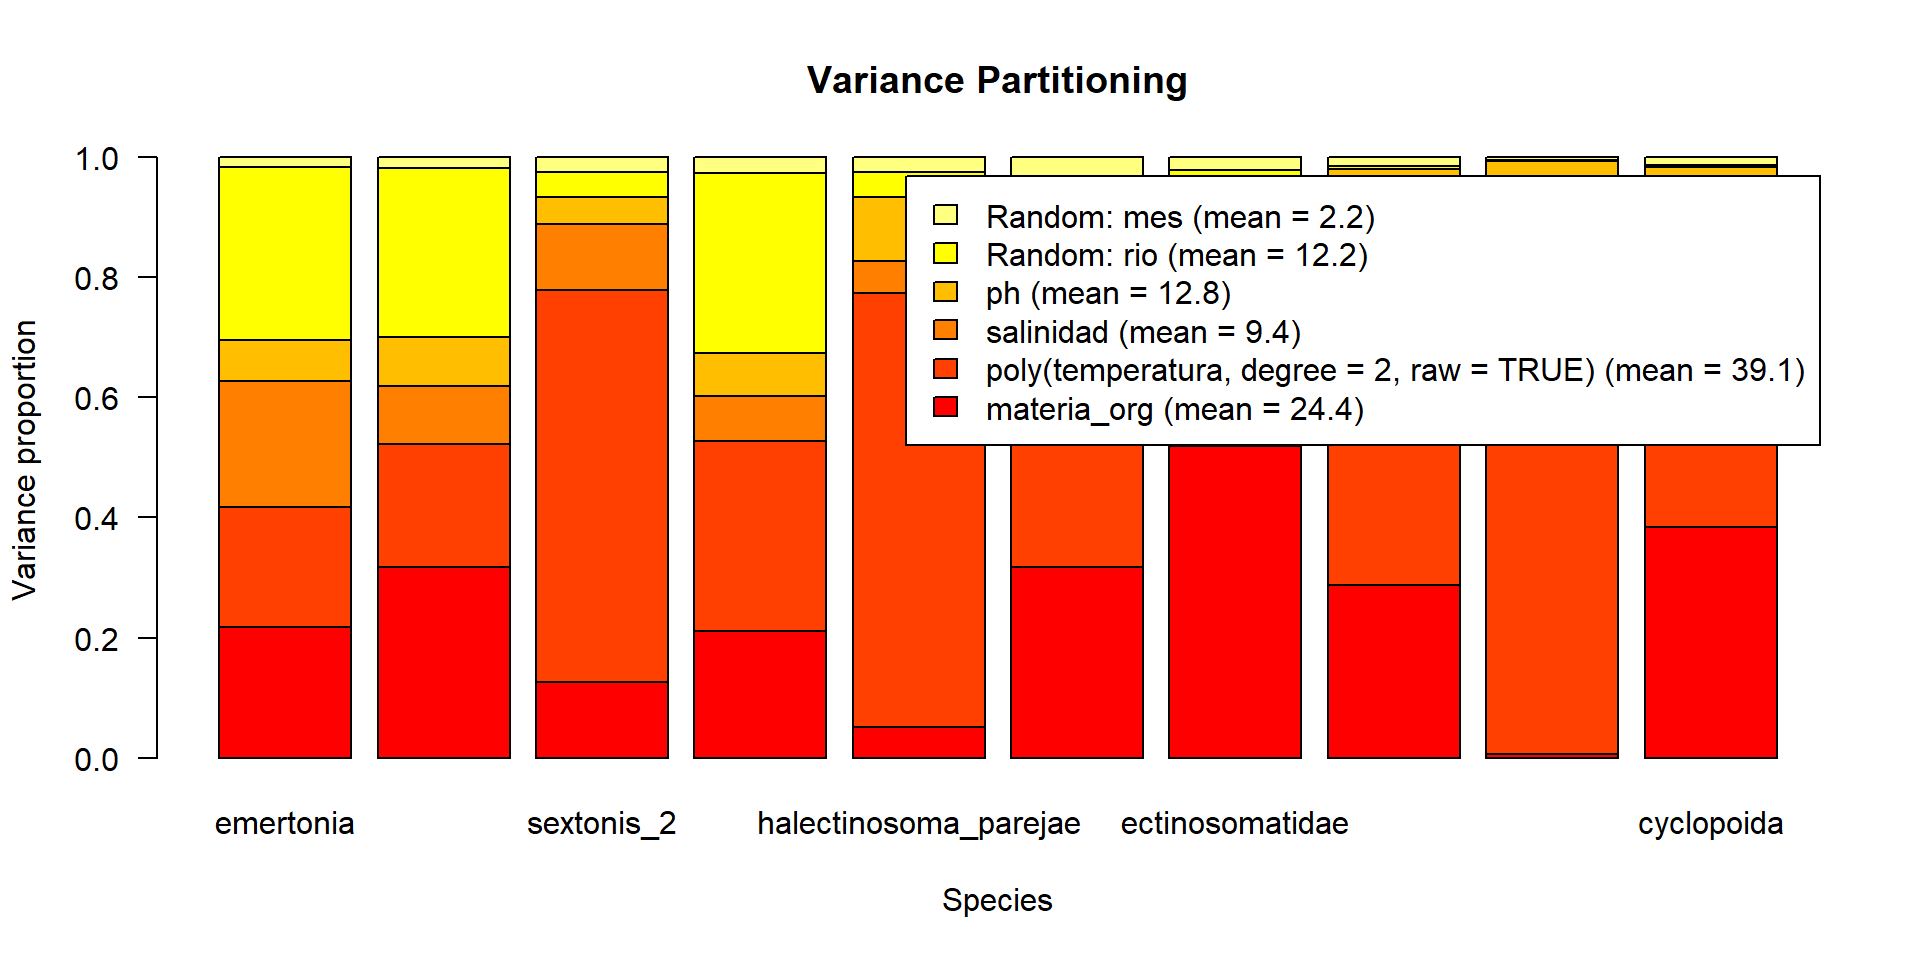 Variance Partitioning
Variance proportion
1.0
0.8
0.6
0.4
0.2
0.0
Random: mes (mean = 2.2)
Random: rio (mean = 12.2)
ph (mean = 12.8)
salinidad (mean = 9.4)
poly(temperatura, degree = 2, raw = TRUE) (mean = 39.1)
materia_org (mean = 24.4)
emertonia sextonis_2 halectinosoma_parejae ectinosomatidae cyclopoida
Species